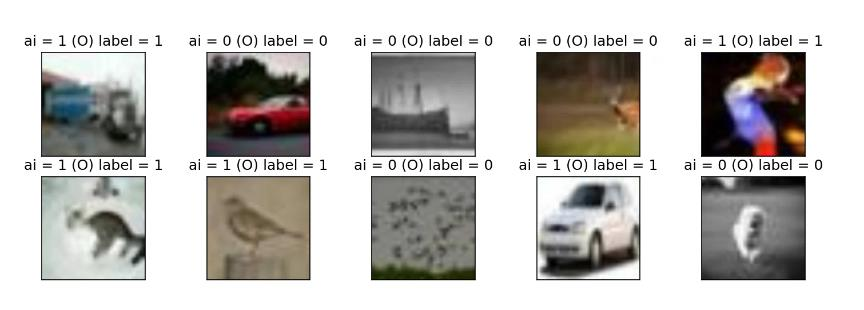 ai = 1 (O) label = 1
ai = 0 (O) label = 0
ai = 0 (O) label = 0
ai = 0 (O) label = 0
ai = 1 (O) label = 1
ai = 1 (O) label = 1
ai = 1 (O) label = 1
ai = 0 (O) label = 0
ai = 1 (O) label = 1
ai = 0 (O) label = 0